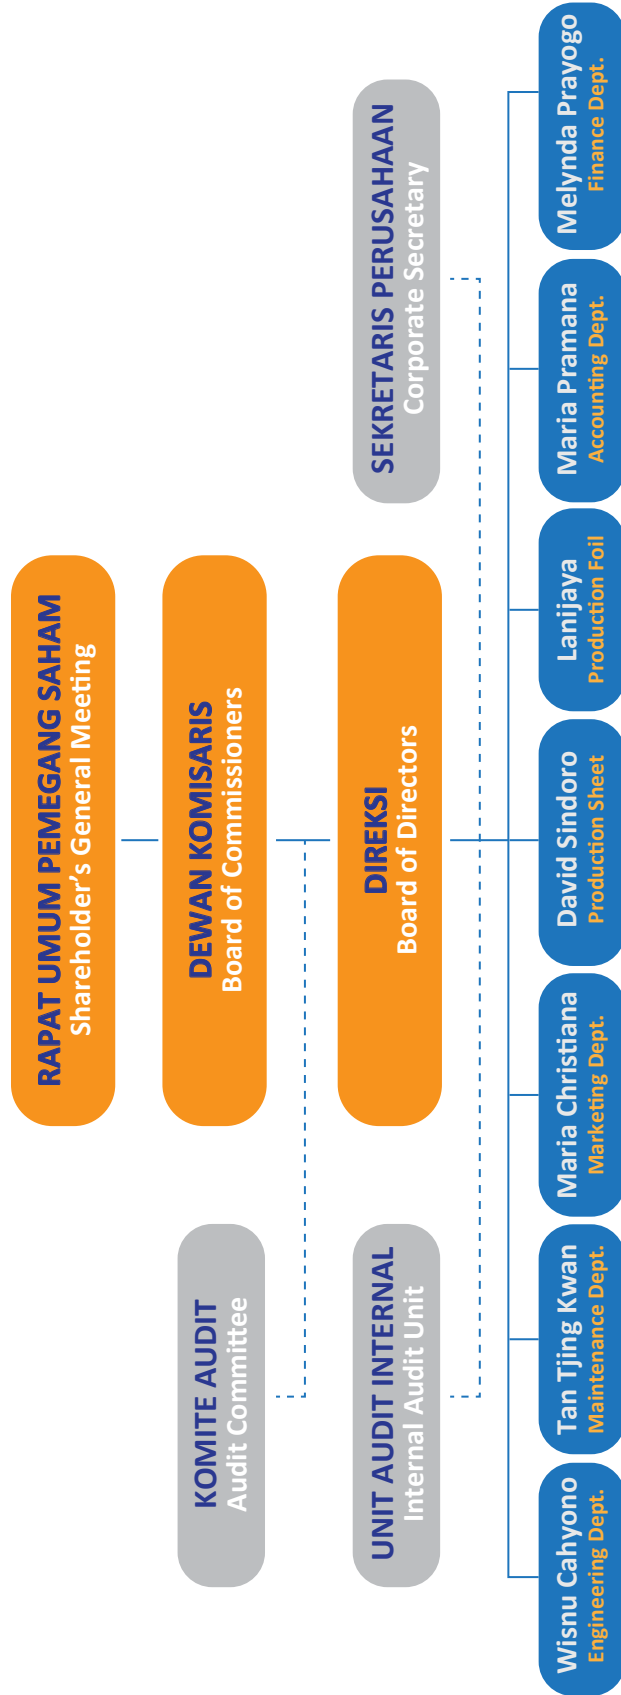 RAPAT UMUM PEMEGANG SAHAM
Shareholder's General Meeting
DEWAN KOMISARIS
Board of Commissioners
KOMITE AUDIT
Audit Committee
DIREKSI
Board of Directors
UNIT AUDIT INTERNAL
Internal Audit Unit
SEKRETARIS PERUSAHAAN
Corporate Secretary
Wisnu Cahyono
Engineering Dept.
Tan Tjing Kwan
Maintenance Dept.
Maria Christiana
Marketing Dept.
David Sindoro
Production Sheet
Lanijaya
Production Foil
Maria Pramana
Accounting Dept.
Melynda Prayogo
Finance Dept.